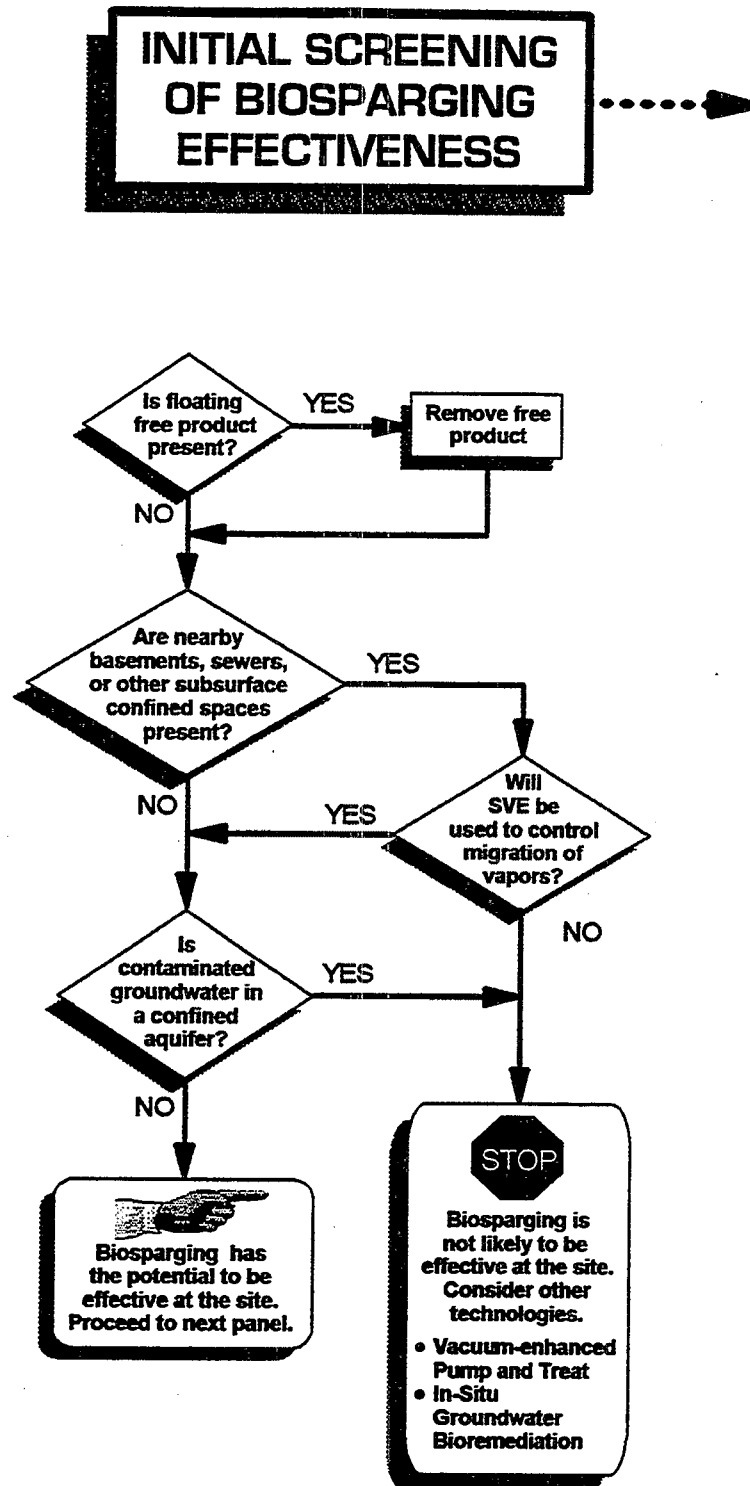 INITIAL SCREENING
OF BIOSPARGING
EFFECTIVENESS
Is floating
free product
present?
YES
Remove free
product
NO
Are nearby
basements, sewers,
or other subsurface
confined spaces
present?
YES
NO
Will
SVE be
used to control
migration of
vapors?
YES
NO
Is
contaminated
groundwater in
a confined
aquifer?
YES
NO
Biosparging has
the potential to be
effective at the site.
Proceed to next panel.
STOP
Biosparging is
not likely to be
effective at the site.
Consider other
technologies.
• Vacuum-enhanced
Pump and Treat
• In-Situ
Groundwater
Bioremediation